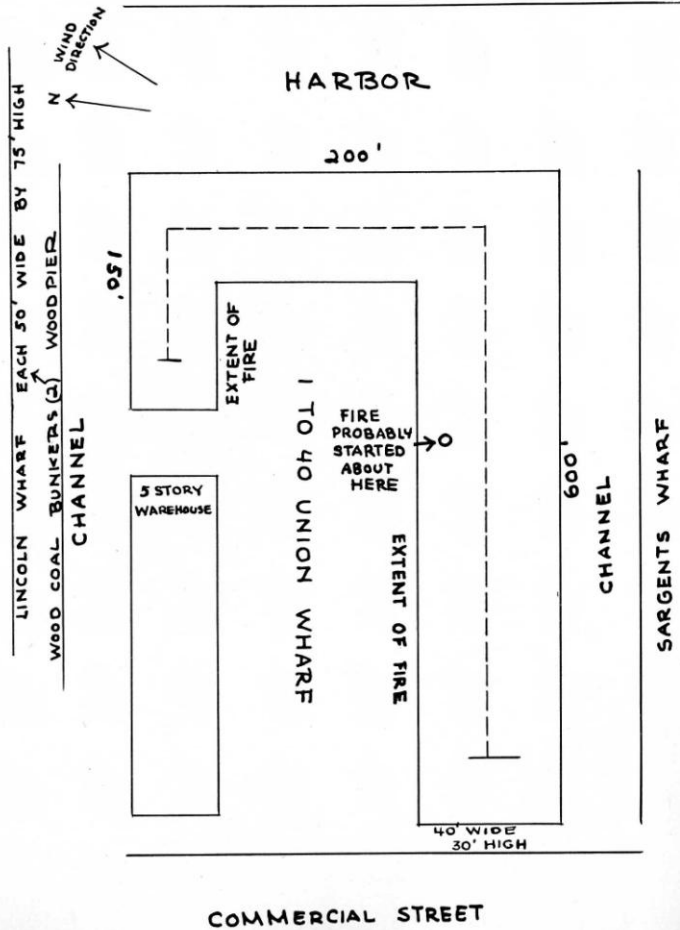 WIND
DIRECTION
N
HARBOR
200'
150'
LINCOLN WHARF EACH 50' WIDE BY 75' HIGH
WOOD COAL BUNKERS (2) WOOD PIER
CHANNEL
EXTENT OF
FIRE
1 TO 40 UNION WHARF
FIRE
PROBABLY
STARTED
ABOUT
HERE
EXTENT OF FIRE
600'
CHANNEL
SARGENTS WHARF
5 STORY
WAREHOUSE
40' WIDE
30' HIGH
COMMERCIAL STREET